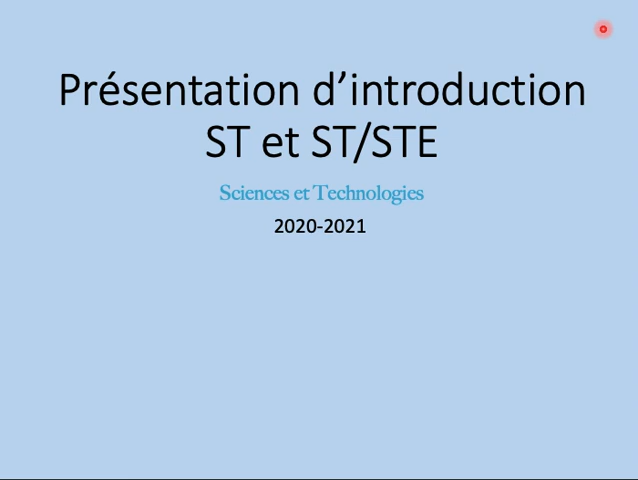 Présentation d’introduction
ST et ST/STE
Sciences et Technologies
2020-2021